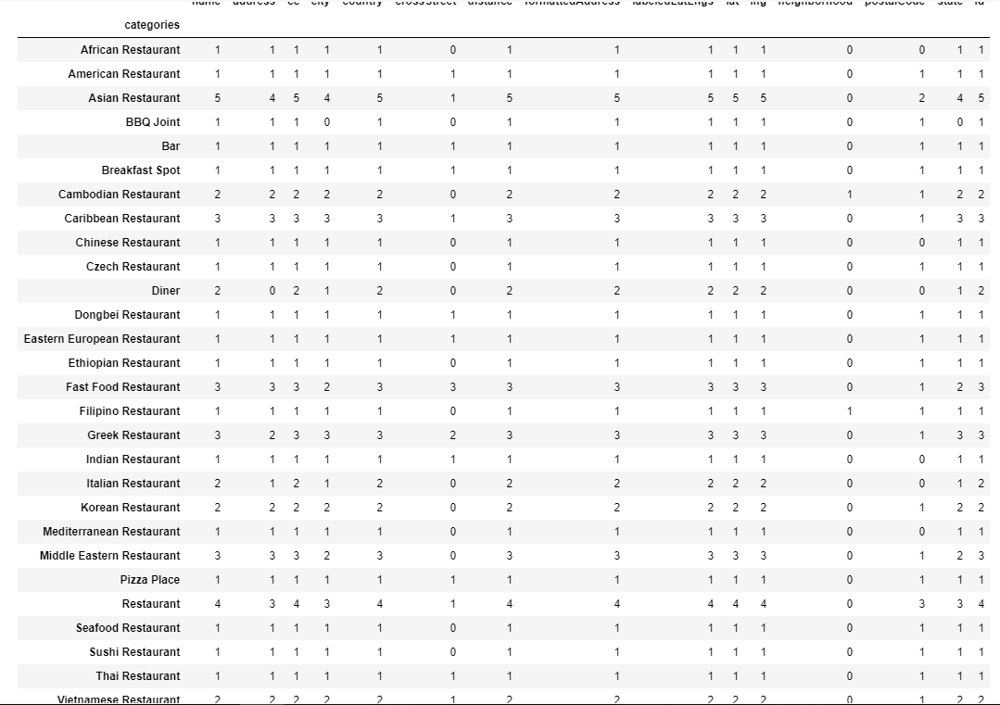 name address cc city country crossStreet distance formattedAddress labeledLatLngs lat lng neighborhood postalCode state id
categories
African Restaurant 1 1 1 1 1 0 1 1 1 1 1 0 0 1 1
American Restaurant 1 1 1 1 1 1 1 1 1 1 1 0 1 1 1
Asian Restaurant 5 4 5 4 5 1 5 5 5 5 5 0 2 4 5
BBQ Joint 1 1 1 0 1 0 1 1 1 1 1 0 1 0 1
Bar 1 1 1 1 1 1 1 1 1 1 1 0 1 1 1
Breakfast Spot 1 1 1 1 1 1 1 1 1 1 1 0 1 1 1
Cambodian Restaurant 2 2 2 2 2 0 2 2 2 2 2 1 1 2 2
Caribbean Restaurant 3 3 3 3 3 1 3 3 3 3 3 0 1 3 3
Chinese Restaurant 1 1 1 1 1 0 1 1 1 1 1 0 0 1 1
Czech Restaurant 1 1 1 1 1 0 1 1 1 1 1 0 1 1 1
Diner 2 0 2 1 2 0 2 2 2 2 2 0 0 1 2
Dongbei Restaurant 1 1 1 1 1 1 1 1 1 1 1 0 1 1 1
Eastern European Restaurant 1 1 1 1 1 1 1 1 1 1 1 0 1 1 1
Ethiopian Restaurant 1 1 1 1 1 0 1 1 1 1 1 0 1 1 1
Fast Food Restaurant 3 3 3 2 3 3 3 3 3 3 3 0 1 2 3
Filipino Restaurant 1 1 1 1 1 0 1 1 1 1 1 1 1 1 1
Greek Restaurant 3 2 3 3 3 2 3 3 3 3 3 0 1 3 3
Indian Restaurant 1 1 1 1 1 1 1 1 1 1 1 0 0 1 1
Italian Restaurant 2 1 2 1 2 0 2 2 2 2 2 0 0 1 2
Korean Restaurant 2 2 2 2 2 0 2 2 2 2 2 0 1 2 2
Mediterranean Restaurant 1 1 1 1 1 0 1 1 1 1 1 0 0 1 1
Middle Eastern Restaurant 3 3 3 2 3 0 3 3 3 3 3 0 1 2 3
Pizza Place 1 1 1 1 1 1 1 1 1 1 1 0 1 1 1
Restaurant 4 3 4 3 4 1 4 4 4 4 4 0 3 3 4
Seafood Restaurant 1 1 1 1 1 0 1 1 1 1 1 0 1 1 1
Sushi Restaurant 1 1 1 1 1 0 1 1 1 1 1 0 1 1 1
Thai Restaurant 1 1 1 1 1 1 1 1 1 1 1 0 1 1 1
Vietnamese Restaurant 2 2 2 2 2 1 2 2 2 2 2 0 1 2 2